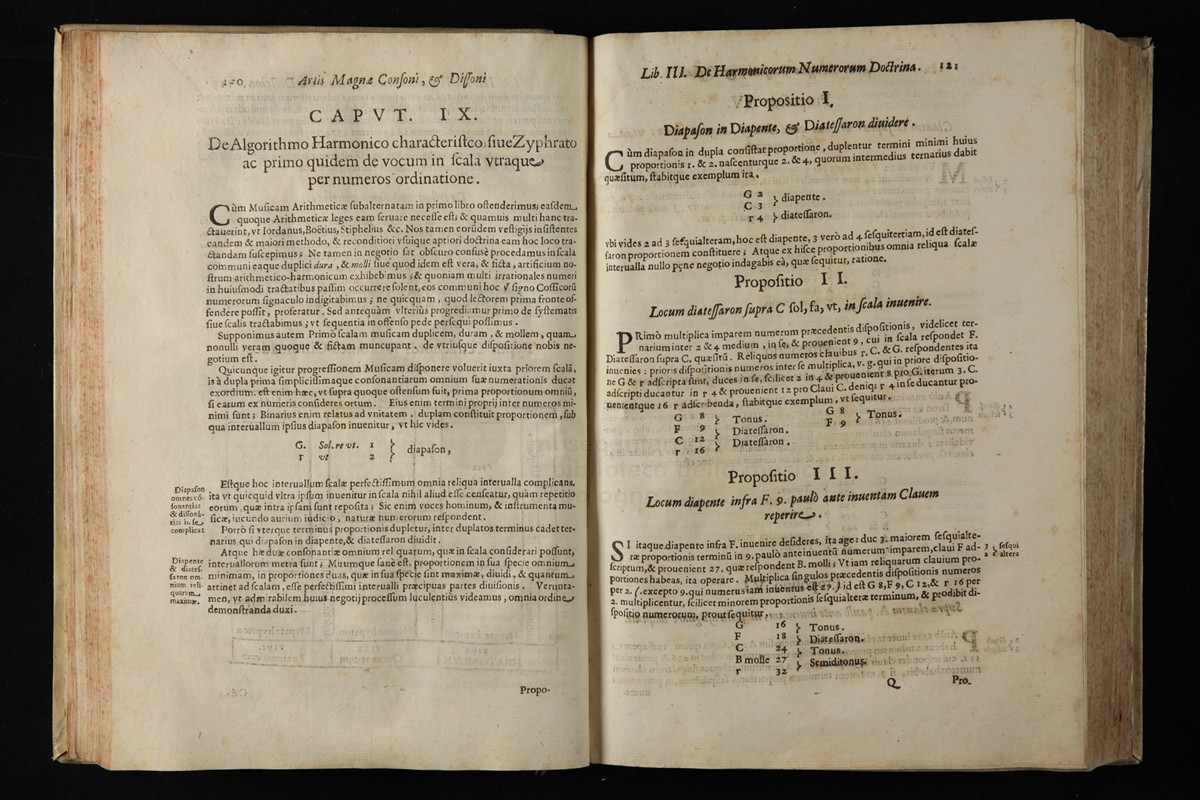 120 Artis Magnæ Consoni, & Dissoni
CAPVT. IX.
De Algorithmo Harmonico characteristco, siue Zyphrato
ac primo quidem de vocum in scala vtraque
per numeros ordinatione.
Cùm Musicam Arithmeticæ subalternatam in primo libro ostenderimus; easdem
quoque Arithmeticæ leges eam seruare necesse est; & quamuis multi hanc tra-
ctauerint, vt Iordanus, Boëtius, Stiphelius &c. Nos tamen eorūdem vestigijs insistentes
eandem & maiori methodo, & reconditiori vsuique aptiori doctrina eam hoc loco tra-
ctandam suscepimus; Ne tamen in negotio sat obscuro confusè procedamus in scala
communi eaque duplici dura, & molli siue quod idem est vera, & ficta, artificium no-
strum arithmetico-harmonicum exhibebimus, & quoniam multi irrationales numeri
in huiusmodi tractatibus passim occurrere solent, eos communi hoc √ signo Cossicorū
numerorum signaculo indigitabimus; ne quicquam, quod lectorem prima fronte of-
fendere possit, proferatur. Sed antequàm vlterius progrediamur primo de systematis
siue scalis tractabimus; vt sequentia in offenso pede persequi possimus.
Supponimus autem Primò scalam musicam duplicem, duram, & mollem, quam
nonulli veram quoque & fictam muncupant. de vtriusque dispositione nobis ne-
gotium est.
Quicunque igitur progressionem Musicam disponere voluerit iuxta priorem scalā,
is à dupla prima simplicissimaque consonantiarum omnium suæ numerationis ducat
exordium. est enim hæc, vt supra quoque ostensum fuit, prima proportionum omniū,
si earum ex numeris consideres ortum. Eius enim termini proprij inter numeros mi-
nimi sunt; Binarius enim relatus ad vnitatem, duplam constituit proportionem, sub
qua interuallum ipsius diapason inuenitur, vt hic vides.
G. Sol. re vt. 1 } diapason,
r vt 2
Diapason
omnes cō-
sonantias
& dissonā-
tias in se
complicat
Estque hoc interuallum scalæ perfectissimum omnia reliqua interualla complicans.
ita vt quicquid vltra ipsum inuenitur in scala nihil aliud esse censeatur, quàm repetitio
eorum, quæ intra ipsam sunt reposita; Sic enim voces hominum, & instrumenta mu-
sicæ, iucundo aurium iudicio, naturæ numerorum respondent.
Porrò si vterque terminus proportionis dupletur, inter duplatos terminus cadet ter-
narius. qui diapason in diapente, & diatessaron diuidit.
Diapente
& diates-
saron om-
nium reli-
quarum
maximæ.
Atque hæ duæ consonantiæ omnium reliquarum, quæ in scala considerari possunt,
interuallorum metra sunt; Mirumque sanè est, proportionem in sua specie omnium
minimam, in proportiones duas, quæ in sua specie sint maximæ, diuidi, & quantum
attinet ad scalam, esse perfectissimi interualli præcipuas partes diuisionis. Verunta-
men, vt admirabilem huius negotij processum luculentiùs videamus, omnia ordine
demonstranda duxi.
Propo-
Lib. III. De Harmonicorum Numerorum Doctrina. 121
Propositio I.
Diapason in Diapente, & Diatessaron diuidere.
Cùm diapason in dupla consistat proportione, duplentur termini minimi huius
proportionis 1. & 2. nascenturque 2. & 4, quorum intermedius ternarius dabit
quæsitum, stabitque exemplum ita.
G 2 } diapente.
C 3
r 4 } diatessaron.
vbi vides 2 ad 3 sesquialteram, hoc est diapente, 3 verò ad 4 sesquitertiam, id est diates-
saron proportionem constituere; Atque ex hisce proportionibus omnia reliqua scalæ
interualla nullo pene negotio indagabis eà, quæ sequitur, ratione.
Propositio II.
Locum diatessaron supra C sol, fa, vt, in scala inuenire.
PRimò multiplica imparem numerum præcedentis dispositionis, videlicet ter-
narium inter 2 & 4 medium, in se, & prouenient 9, cui in scala respondet F.
Diatessaron supra C. quæsitū. Reliquos numeros clauibus r, C. & G. respondentes ita
inuenies; prioris dispositionis numeros inter se multiplica, v. g. qui in priore dispositio-
ne G & r adscripta sunt, duces in se, scilicet 2 in 4 & prouenient 8 pro G. iterum 3. C.
adscripti ducantur in r 4 & prouenient 12 pro Claui C. deniq; r 4 in se ducantur pro-
uenientque 16 r adscribenda, stabitque exemplum, vt sequitur.
G 8 } Tonus. G 8 } Tonus.
F 9 } Diatessaron. F 9
C 12 } Diatessaron.
r 16
Propositio III.
Locum diapente infra F. 9. paulò ante inuentam Clauem
reperire.
SI itaque diapente infra F. inuenire desideres, ita age: duc 3. maiorem sesquialte-
ræ proportionis terminū in 9. paulò ante inuentū numerum imparem, claui F ad-
scriptum, & prouenient 27. quæ respondent B. molli; Vt iam reliquarum clauium pro-
portiones habeas, ita operare. Multiplica singulos præcedentis dispositionis numeros
per 2. (excepto 9. qui numerus iam inuentus est 27.) id est G 8, F 9, C 12, & r 16 per
2. multiplicentur, scilicet minorem proportionis sesquialteræ terminum, & prodibit di-
spositio numerorum, prout sequitur.
3 } sesqui
2 } altera
G 16 } Tonus.
F 18 } Diatessaron.
C 24 } Tonus.
B molle 27 } Semiditonus.
r 32
Q Pro.